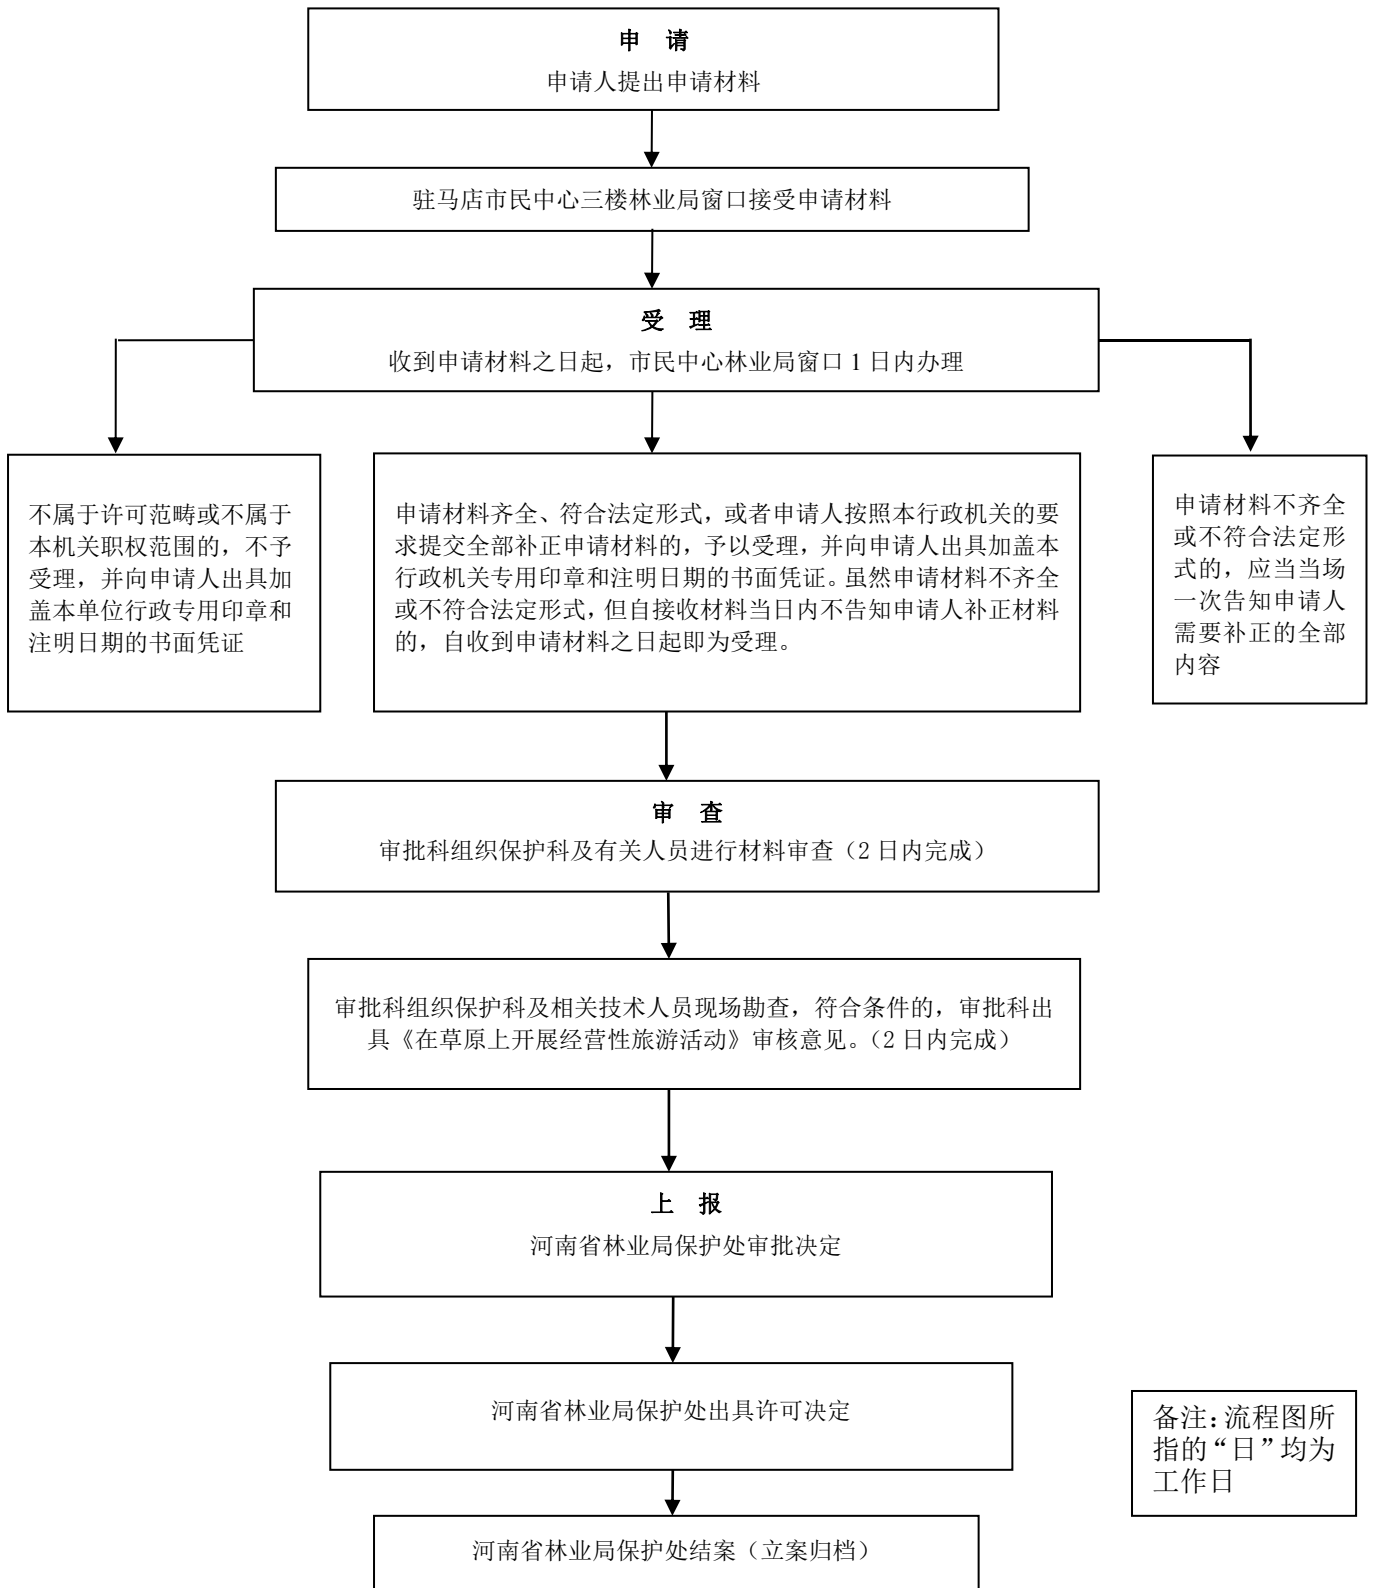 申 请
申请人提出申请材料
驻马店市民中心三楼林业局窗口接受申请材料
受 理
收到申请材料之日起，市民中心林业局窗口 1 日内办理
不属于许可范畴或不属于
本机关职权范围的，不予
受理，并向申请人出具加
盖本单位行政专用印章和
注明日期的书面凭证
申请材料齐全、符合法定形式，或者申请人按照本行政机关的要
求提交全部补正申请材料的，予以受理，并向申请人出具加盖本
行政机关专用印章和注明日期的书面凭证。虽然申请材料不齐全
或不符合法定形式，但自接收材料当日内不告知申请人补正材料
的，自收到申请材料之日起即为受理。
申请材料不齐全
或不符合法定形
式的，应当当场
一次告知申请人
需要补正的全部
内容
审 查
审批科组织保护科及有关人员进行材料审查（2 日内完成）
审批科组织保护科及相关技术人员现场勘查，符合条件的，审批科出
具《在草原上开展经营性旅游活动》审核意见。（2 日内完成）
上 报
河南省林业局保护处审批决定
河南省林业局保护处出具许可决定
备注：流程图所
指的“日”均为
工作日
河南省林业局保护处结案（立案归档）